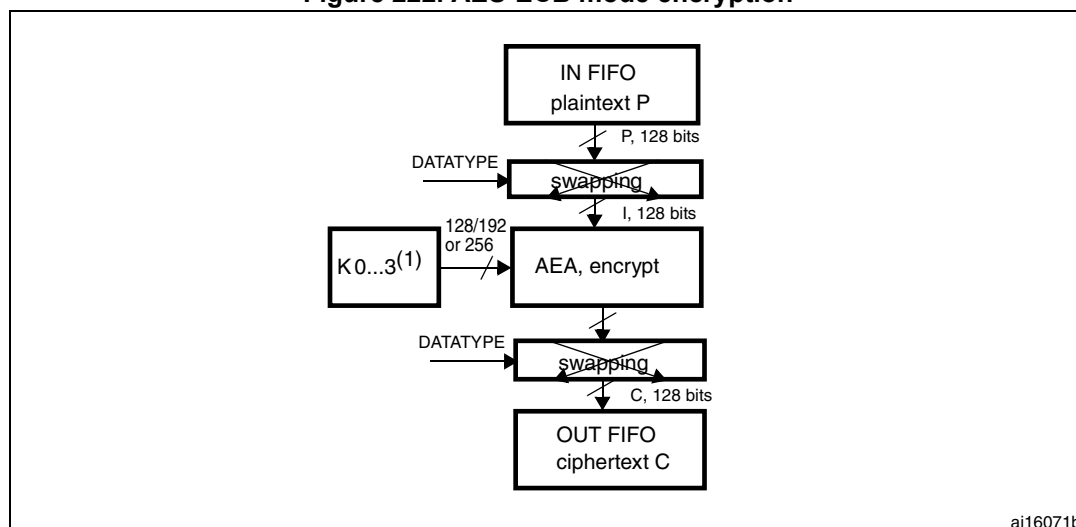 Figure 222. AES-ECB mode encryption
IN FIFO
plaintext P
P, 128 bits
DATATYPE
swapping
I, 128 bits
128/192
or 256
K 0...3(1)
AEA, encrypt
DATATYPE
swapping
C, 128 bits
OUT FIFO
ciphertext C
ai16071b